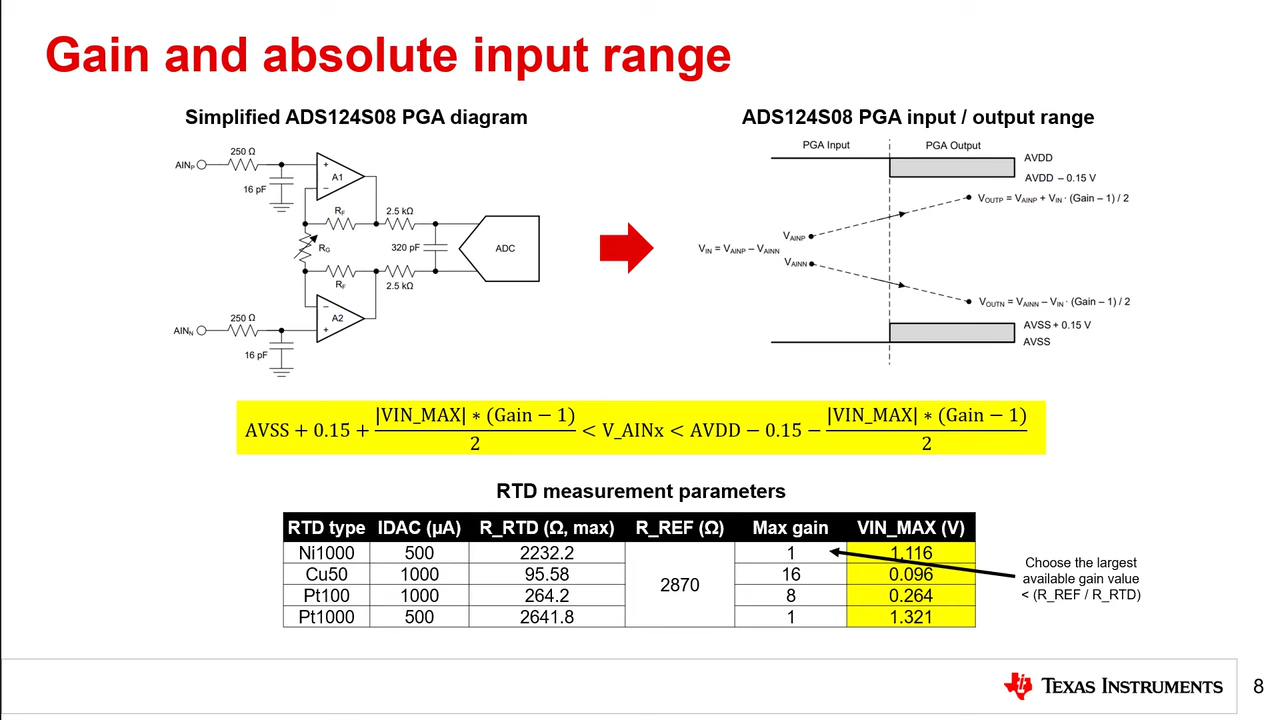 Gain and absolute input range
Simplified ADS124S08 PGA diagram
250 Ω
AINP
16 pF
+
A1
−
RF
2.5 kΩ
RG
320 pF
ADC
RF
2.5 kΩ
−
A2
+
250 Ω
AINN
16 pF
ADS124S08 PGA input / output range
PGA Input
PGA Output
AVDD
AVDD – 0.15 V
VOUTP = VAINP + VIN · (Gain – 1) / 2
VAINP
VIN = VAINP – VAINN
VAINN
VOUTN = VAINN – VIN · (Gain – 1) / 2
AVSS + 0.15 V
AVSS
AVSS + 0.15 + |VIN_MAX| ∗ (Gain − 1) / 2 < V_AINx < AVDD − 0.15 − |VIN_MAX| ∗ (Gain − 1) / 2
RTD measurement parameters
RTD type IDAC (µA) R_RTD (Ω, max) R_REF (Ω) Max gain VIN_MAX (V)
Ni1000 500 2232.2 2870 1 1.116
Cu50 1000 95.58 16 0.096
Pt100 1000 264.2 8 0.264
Pt1000 500 2641.8 1 1.321
Choose the largest
available gain value
< (R_REF / R_RTD)
TEXAS INSTRUMENTS
8